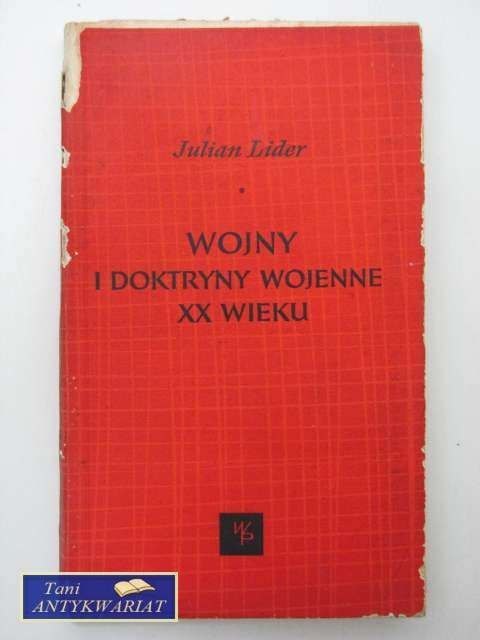 Julian Lider
WOJNY
I DOKTRYNY WOJENNE
XX WIEKU
WP
Tani
ANTYKWARIAT